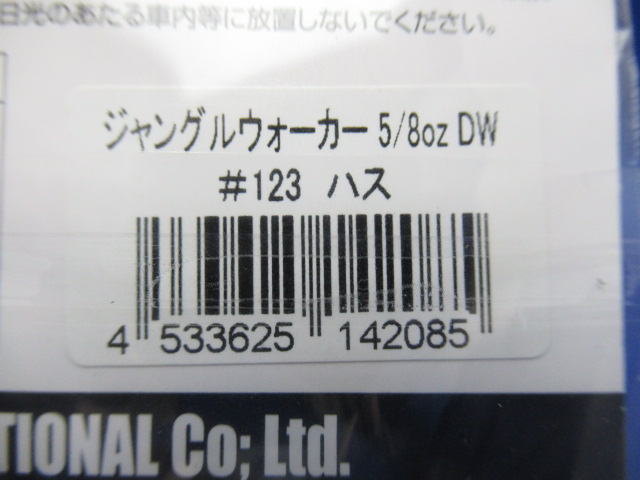 日光のあたる車内等に放置しないでください。
ジャングルウォーカー 5/8oz DW
#123 ハス
4 533625 142085
TIONAL Co; Ltd.